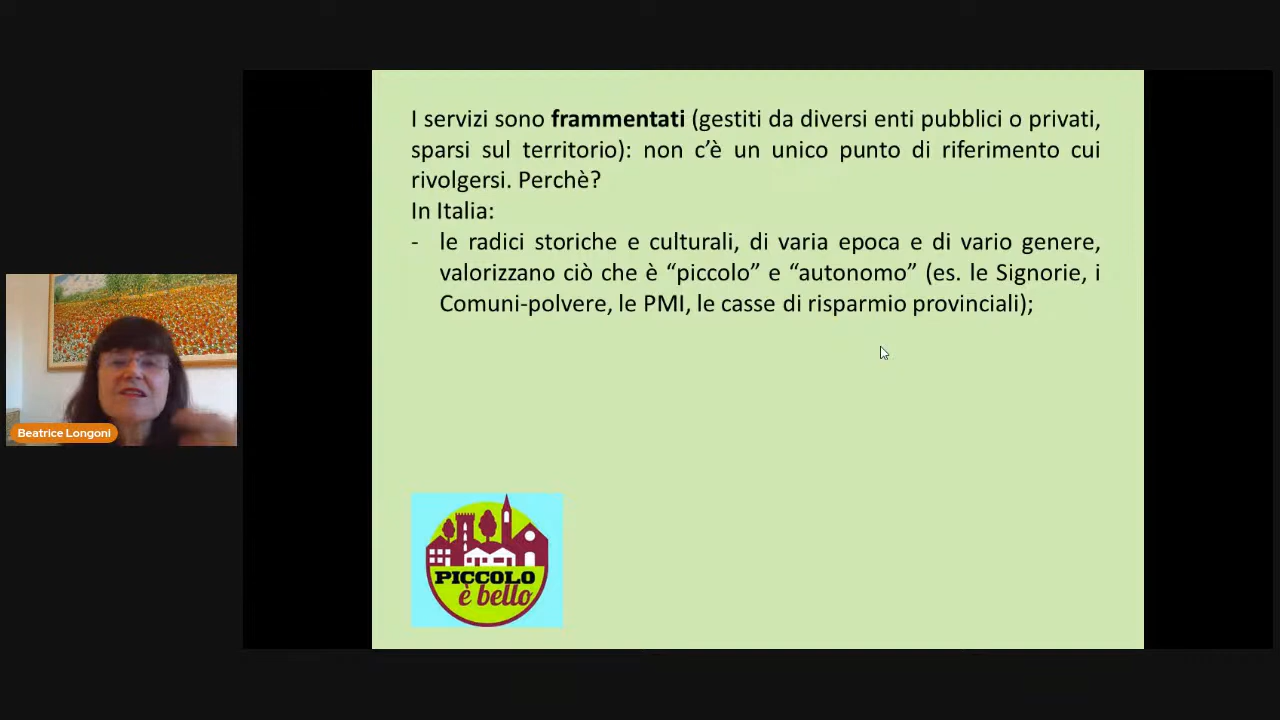 I servizi sono frammentati (gestiti da diversi enti pubblici o privati,
sparsi sul territorio): non c’è un unico punto di riferimento cui
rivolgersi. Perchè?
In Italia:
- le radici storiche e culturali, di varia epoca e di vario genere,
valorizzano ciò che è “piccolo” e “autonomo” (es. le Signorie, i
Comuni-polvere, le PMI, le casse di risparmio provinciali);
Beatrice Longoni
PICCOLO
è bello